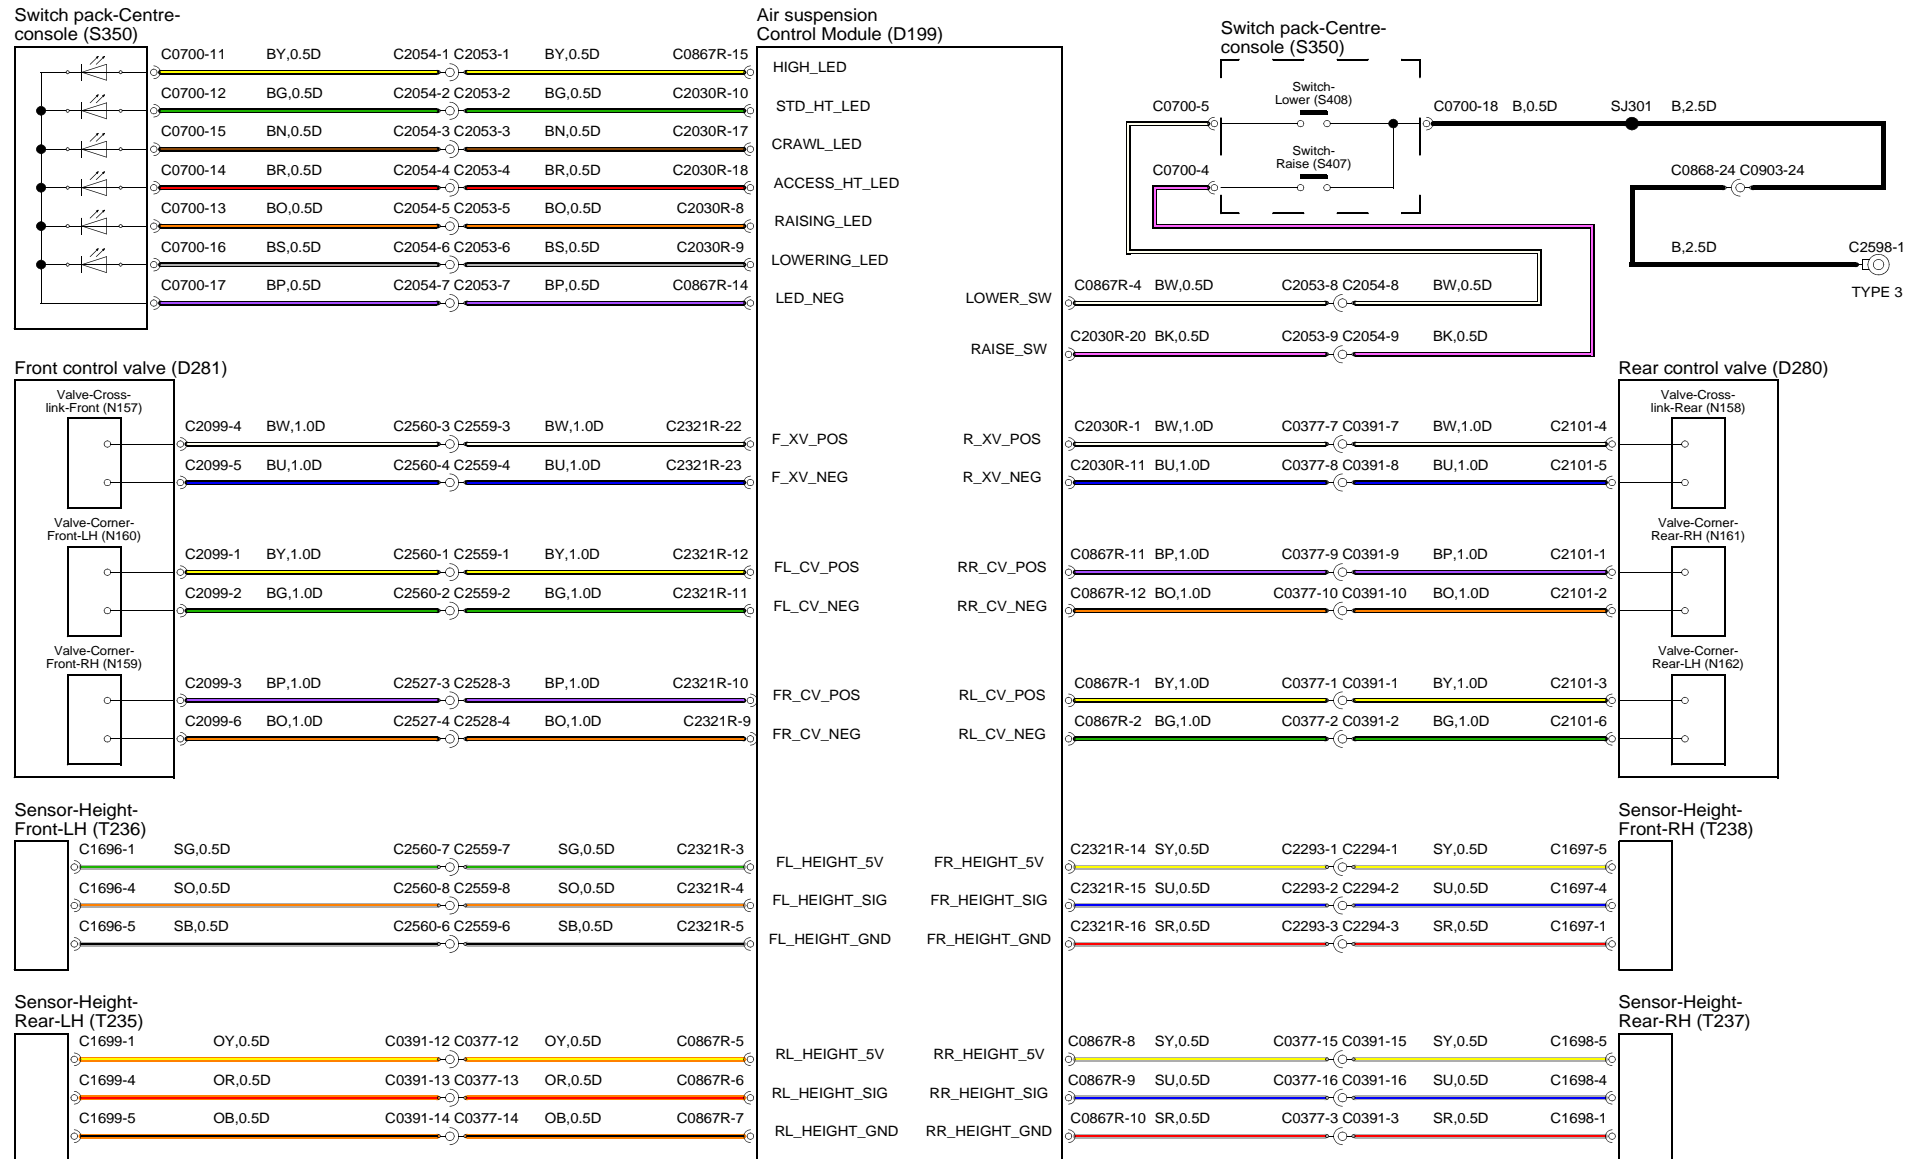 Switch pack-Centre-
console (S350)
Air suspension
Control Module (D199)
Switch pack-Centre-
console (S350)
C0700-11 BY,0.5D C2054-1 C2053-1 BY,0.5D C0867R-15
HIGH_LED
C0700-12 BG,0.5D C2054-2 C2053-2 BG,0.5D C2030R-10
STD_HT_LED
C0700-15 BN,0.5D C2054-3 C2053-3 BN,0.5D C2030R-17
CRAWL_LED
C0700-14 BR,0.5D C2054-4 C2053-4 BR,0.5D C2030R-18
ACCESS_HT_LED
C0700-13 BO,0.5D C2054-5 C2053-5 BO,0.5D C2030R-8
RAISING_LED
C0700-16 BS,0.5D C2054-6 C2053-6 BS,0.5D C2030R-9
LOWERING_LED
C0700-17 BP,0.5D C2054-7 C2053-7 BP,0.5D C0867R-14
LED_NEG
Switch-
Lower (S408)
C0700-5
C0700-18 B,0.5D SJ301 B,2.5D
Switch-
Raise (S407)
C0700-4
C0868-24 C0903-24
B,2.5D C2598-1
TYPE 3
LOWER_SW
C0867R-4 BW,0.5D C2053-8 C2054-8 BW,0.5D
RAISE_SW
C2030R-20 BK,0.5D C2053-9 C2054-9 BK,0.5D
Front control valve (D281)
Valve-Cross-
link-Front (N157)
C2099-4 BW,1.0D C2560-3 C2559-3 BW,1.0D C2321R-22
F_XV_POS
C2099-5 BU,1.0D C2560-4 C2559-4 BU,1.0D C2321R-23
F_XV_NEG
Valve-Corner-
Front-LH (N160)
C2099-1 BY,1.0D C2560-1 C2559-1 BY,1.0D C2321R-12
FL_CV_POS
C2099-2 BG,1.0D C2560-2 C2559-2 BG,1.0D C2321R-11
FL_CV_NEG
Valve-Corner-
Front-RH (N159)
C2099-3 BP,1.0D C2527-3 C2528-3 BP,1.0D C2321R-10
FR_CV_POS
C2099-6 BO,1.0D C2527-4 C2528-4 BO,1.0D C2321R-9
FR_CV_NEG
Rear control valve (D280)
Valve-Cross-
link-Rear (N158)
R_XV_POS
C2030R-1 BW,1.0D C0377-7 C0391-7 BW,1.0D C2101-4
R_XV_NEG
C2030R-11 BU,1.0D C0377-8 C0391-8 BU,1.0D C2101-5
Valve-Corner-
Rear-RH (N161)
RR_CV_POS
C0867R-11 BP,1.0D C0377-9 C0391-9 BP,1.0D C2101-1
RR_CV_NEG
C0867R-12 BO,1.0D C0377-10 C0391-10 BO,1.0D C2101-2
Valve-Corner-
Rear-LH (N162)
RL_CV_POS
C0867R-1 BY,1.0D C0377-1 C0391-1 BY,1.0D C2101-3
RL_CV_NEG
C0867R-2 BG,1.0D C0377-2 C0391-2 BG,1.0D C2101-6
Sensor-Height-
Front-LH (T236)
C1696-1 SG,0.5D C2560-7 C2559-7 SG,0.5D C2321R-3
FL_HEIGHT_5V
C1696-4 SO,0.5D C2560-8 C2559-8 SO,0.5D C2321R-4
FL_HEIGHT_SIG
C1696-5 SB,0.5D C2560-6 C2559-6 SB,0.5D C2321R-5
FL_HEIGHT_GND
Sensor-Height-
Front-RH (T238)
FR_HEIGHT_5V
C2321R-14 SY,0.5D C2293-1 C2294-1 SY,0.5D C1697-5
FR_HEIGHT_SIG
C2321R-15 SU,0.5D C2293-2 C2294-2 SU,0.5D C1697-4
FR_HEIGHT_GND
C2321R-16 SR,0.5D C2293-3 C2294-3 SR,0.5D C1697-1
Sensor-Height-
Rear-LH (T235)
C1699-1 OY,0.5D C0391-12 C0377-12 OY,0.5D C0867R-5
RL_HEIGHT_5V
C1699-4 OR,0.5D C0391-13 C0377-13 OR,0.5D C0867R-6
RL_HEIGHT_SIG
C1699-5 OB,0.5D C0391-14 C0377-14 OB,0.5D C0867R-7
RL_HEIGHT_GND
Sensor-Height-
Rear-RH (T237)
RR_HEIGHT_5V
C0867R-8 SY,0.5D C0377-15 C0391-15 SY,0.5D C1698-5
RR_HEIGHT_SIG
C0867R-9 SU,0.5D C0377-16 C0391-16 SU,0.5D C1698-4
RR_HEIGHT_GND
C0867R-10 SR,0.5D C0377-3 C0391-3 SR,0.5D C1698-1